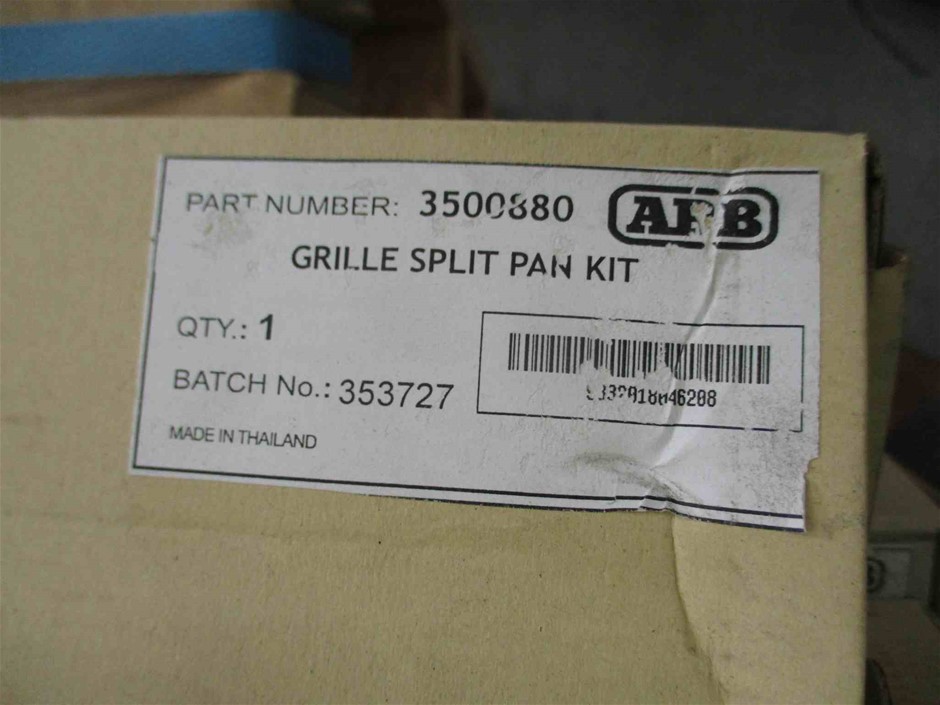 PART NUMBER: 3500880 ARB
GRILLE SPLIT PAN KIT
QTY.: 1
BATCH No.: 353727
MADE IN THAILAND